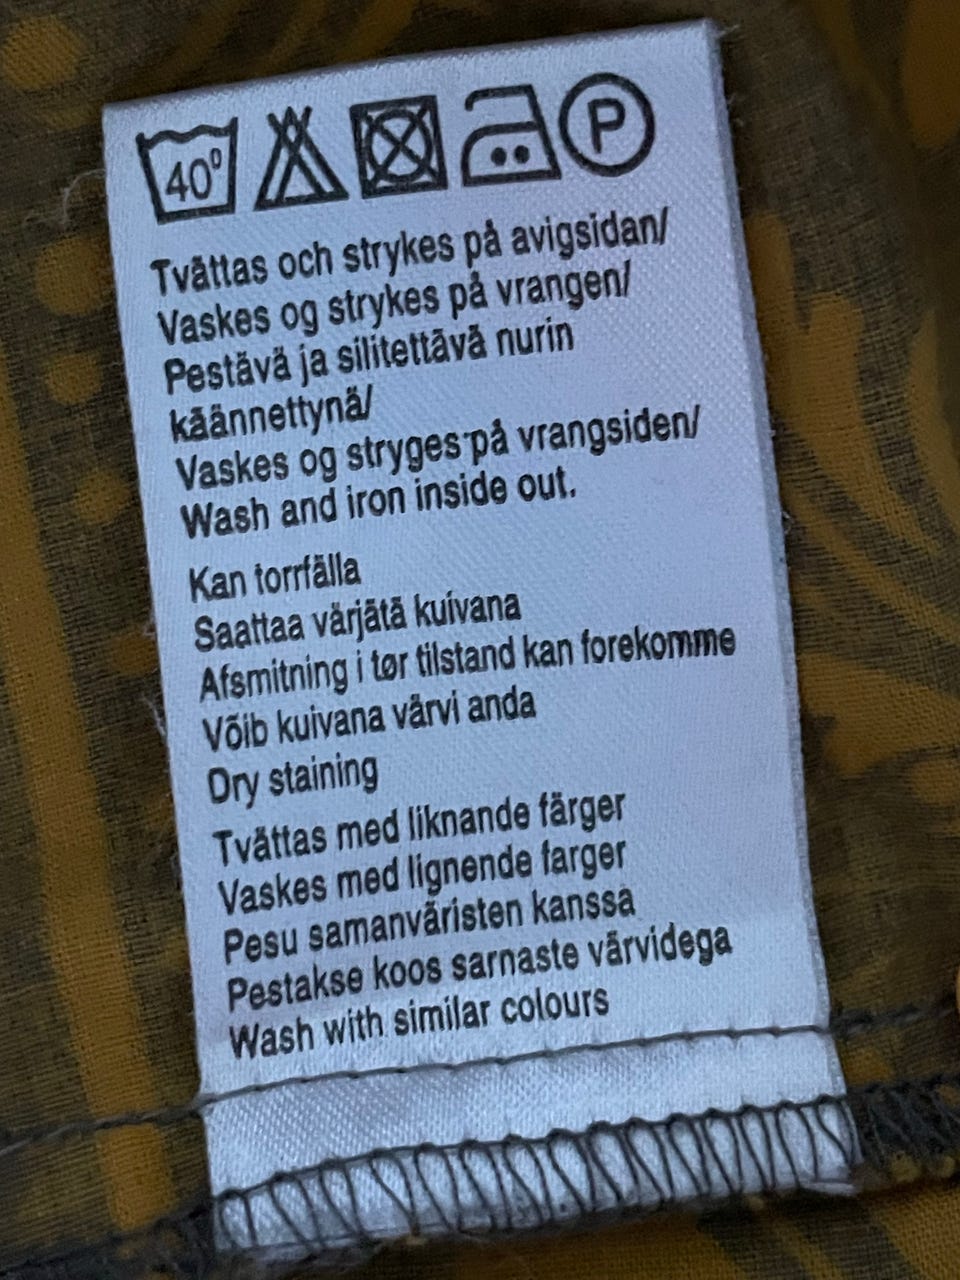 40° P
Tvättas och strykes på avigsidan/
Vaskes og strykes på vrangen/
Pestävä ja silitettävä nurin
käännettynä/
Vaskes og stryges på vrangsiden/
Wash and iron inside out.
Kan torrfälla
Saattaa värjätä kuivana
Afsmitning i tør tilstand kan forekomme
Võib kuivana värvi anda
Dry staining
Tvättas med liknande färger
Vaskes med lignende farger
Pesu samanväristen kanssa
Pestakse koos sarnaste värvidega
Wash with similar colours